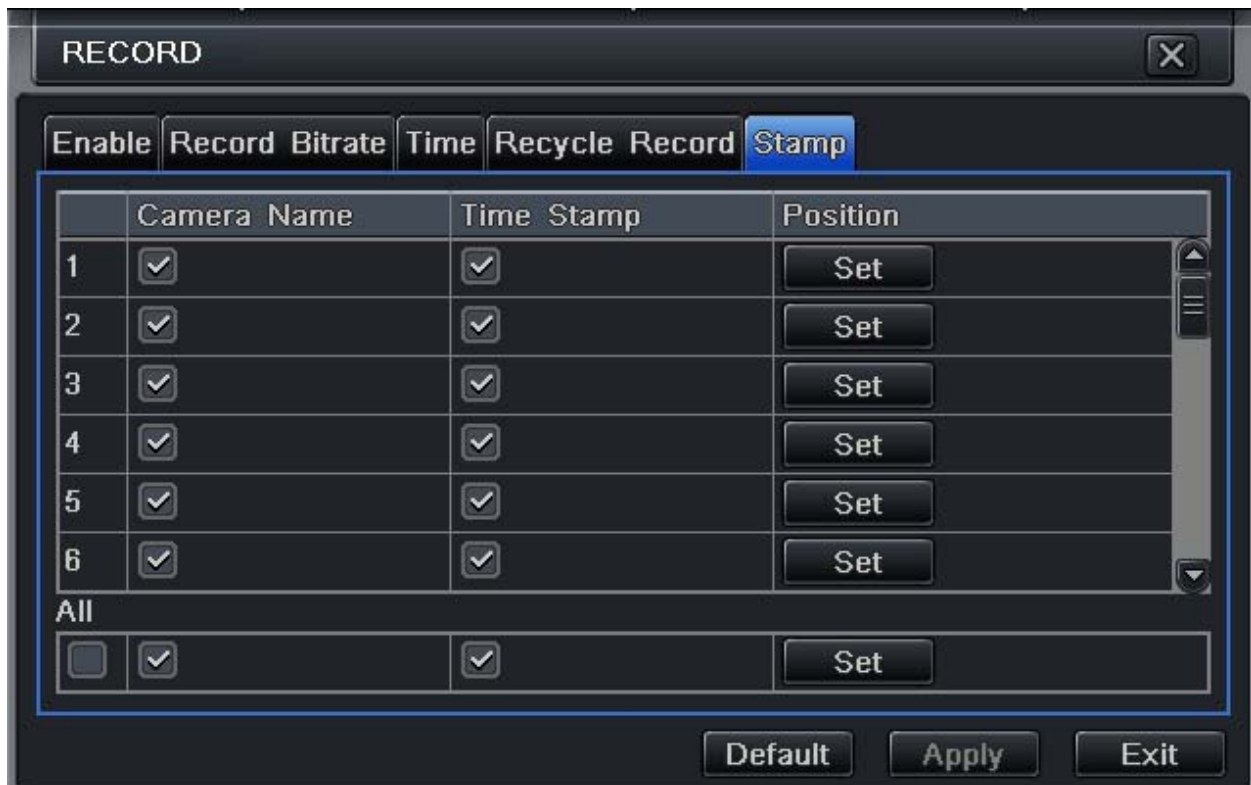 RECORD
Enable Record Bitrate Time Recycle Record Stamp
Camera Name Time Stamp Position
1 Set
2 Set
3 Set
4 Set
5 Set
6 Set
All
Set
Default Apply Exit